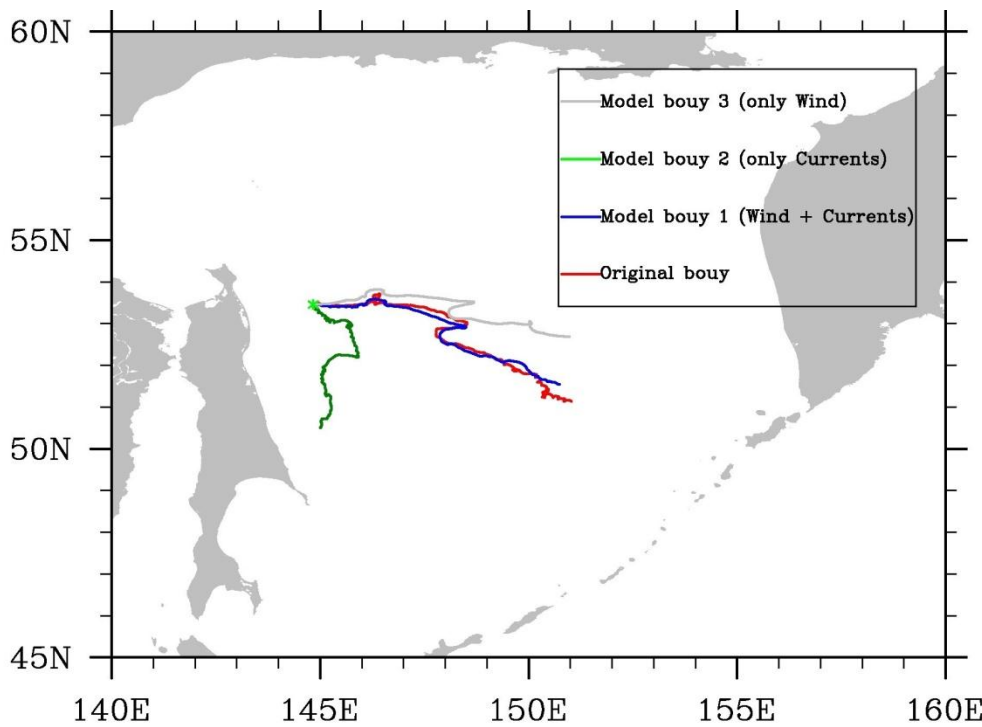 60N
Model bouy 3 (only Wind)
Model bouy 2 (only Currents)
55N
Model bouy 1 (Wind + Currents)
Original bouy
50N
45N
140E 145E 150E 155E 160E